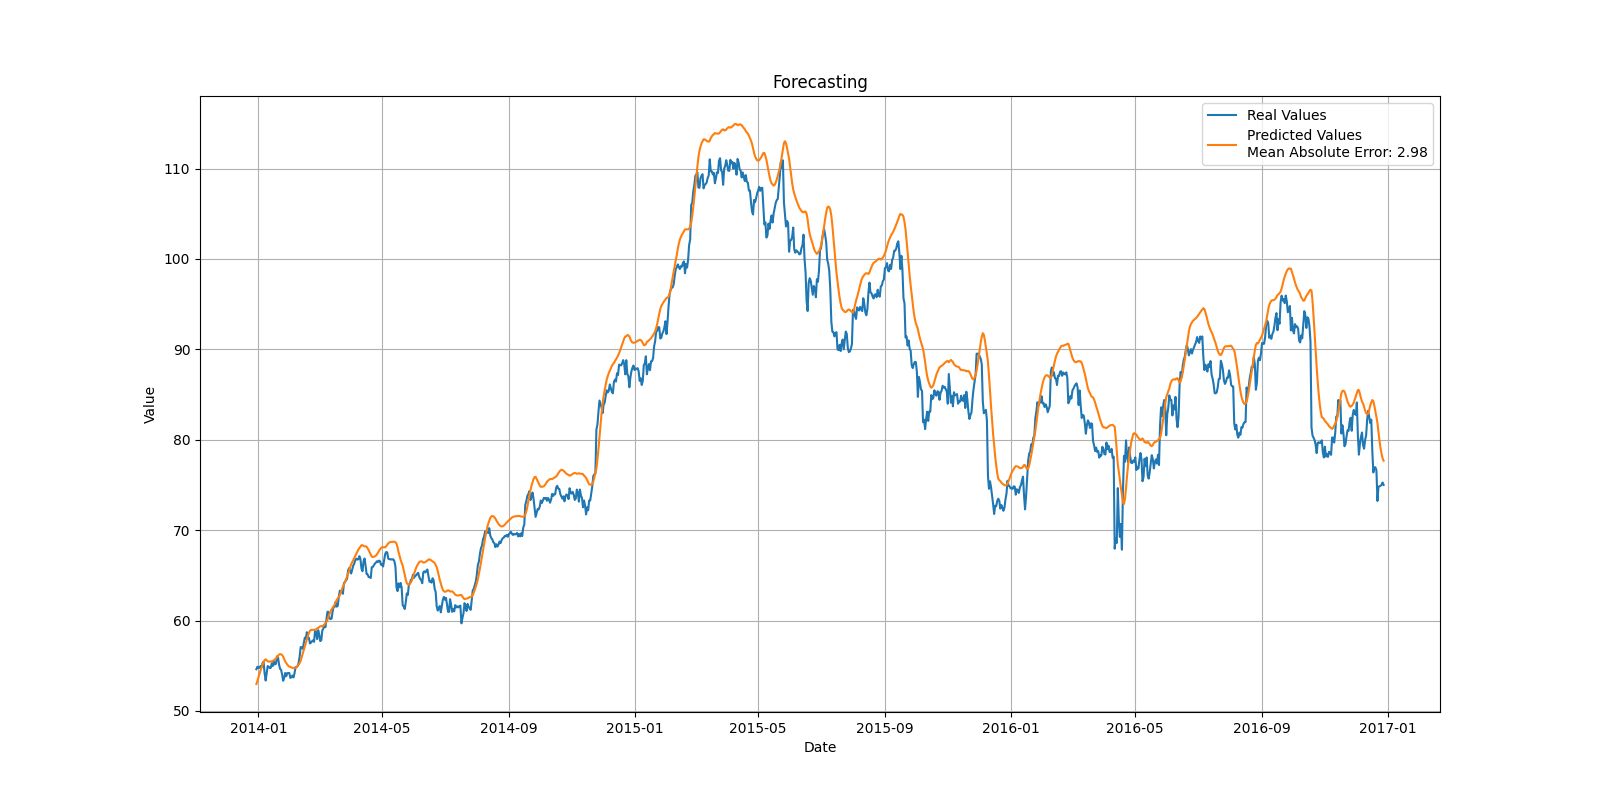 Forecasting
Real Values
Predicted Values
Mean Absolute Error: 2.98
110
100
90
80
70
60
50
Value
2014-01
2014-05
2014-09
2015-01
2015-05
2015-09
2016-01
2016-05
2016-09
2017-01
Date